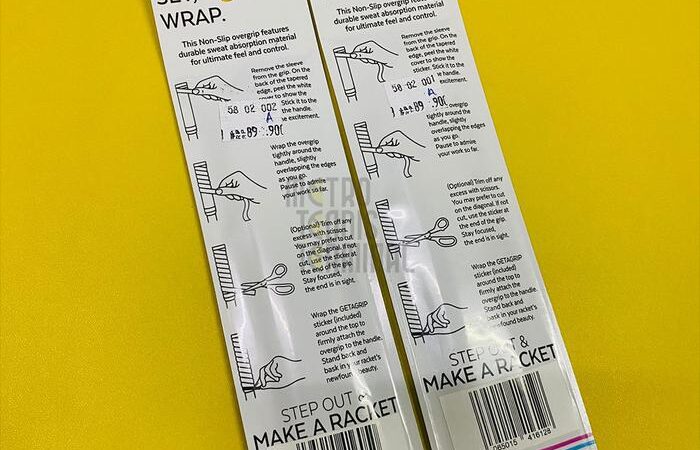 WRAP.
This Non-Slip overgrip features
durable sweat absorption material
for ultimate feel and control.
Remove the sleeve
from the grip. On the
back of the tapered
edge, peel the white
cover to show the
Stick it to the
the handle.
excitement.
58 02 002
A
89 .90
Wrap the overgrip
tightly around the
handle, slightly
overlapping the edges
as you go.
Pause to admire
your work so far.
(Optional) Trim off any
excess with scissors.
You may prefer to cut
on the diagonal. If not
cut, use the sticker at
the end of the grip.
Stay focused,
the end is in sight.
Wrap the GETAGRIP
sticker (included)
around the top to
firmly attach the
overgrip to the handle.
Stand back and
bask in your racket's
newfound beauty.
STEP OUT &
MAKE A RACKET
This Non-Slip overgrip features
durable sweat absorption material
for ultimate feel and control.
Remove the sleeve
from the grip. On the
back of the tapered
edge, peel the white
cover to show the
sticker. Stick it to the
the handle.
excitement.
58 02 001
A
89 .90
overgrip
tightly around the
handle, slightly
overlapping the edges
as you go.
Pause to admire
your work so far.
(Optional) Trim off any
excess with scissors.
You may prefer to cut
on the diagonal. If not
cut, use the sticker at
the end of the grip.
Stay focused,
the end is in sight.
Wrap the GETAGRIP
sticker (included)
around the top to
firmly attach the
overgrip to the handle.
Stand back and
bask in your racket's
newfound beauty.
STEP OUT &
MAKE A RACKET
065015 416128